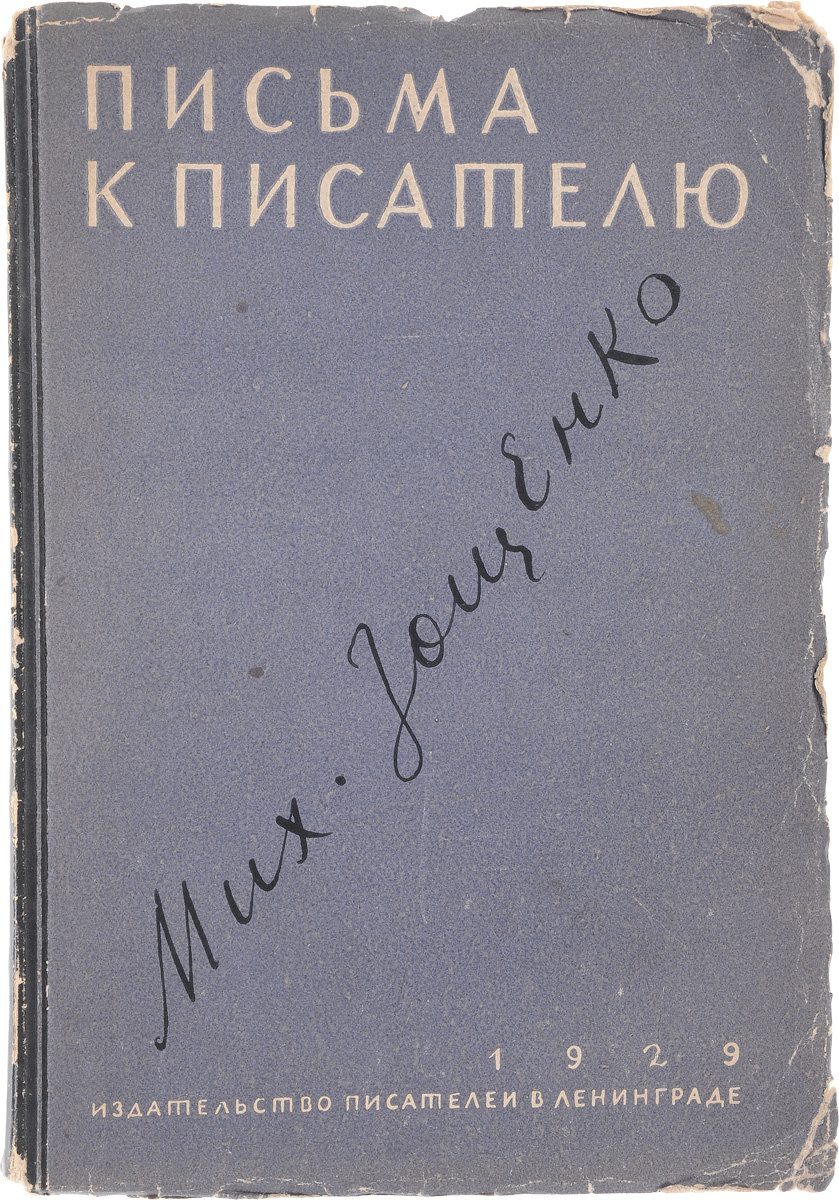 ПИСЬМА
К ПИСАТЕЛЮ
Мих. Зощенко
1929
ИЗДАТЕЛЬСТВО ПИСАТЕЛЕЙ В ЛЕНИНГРАДЕ